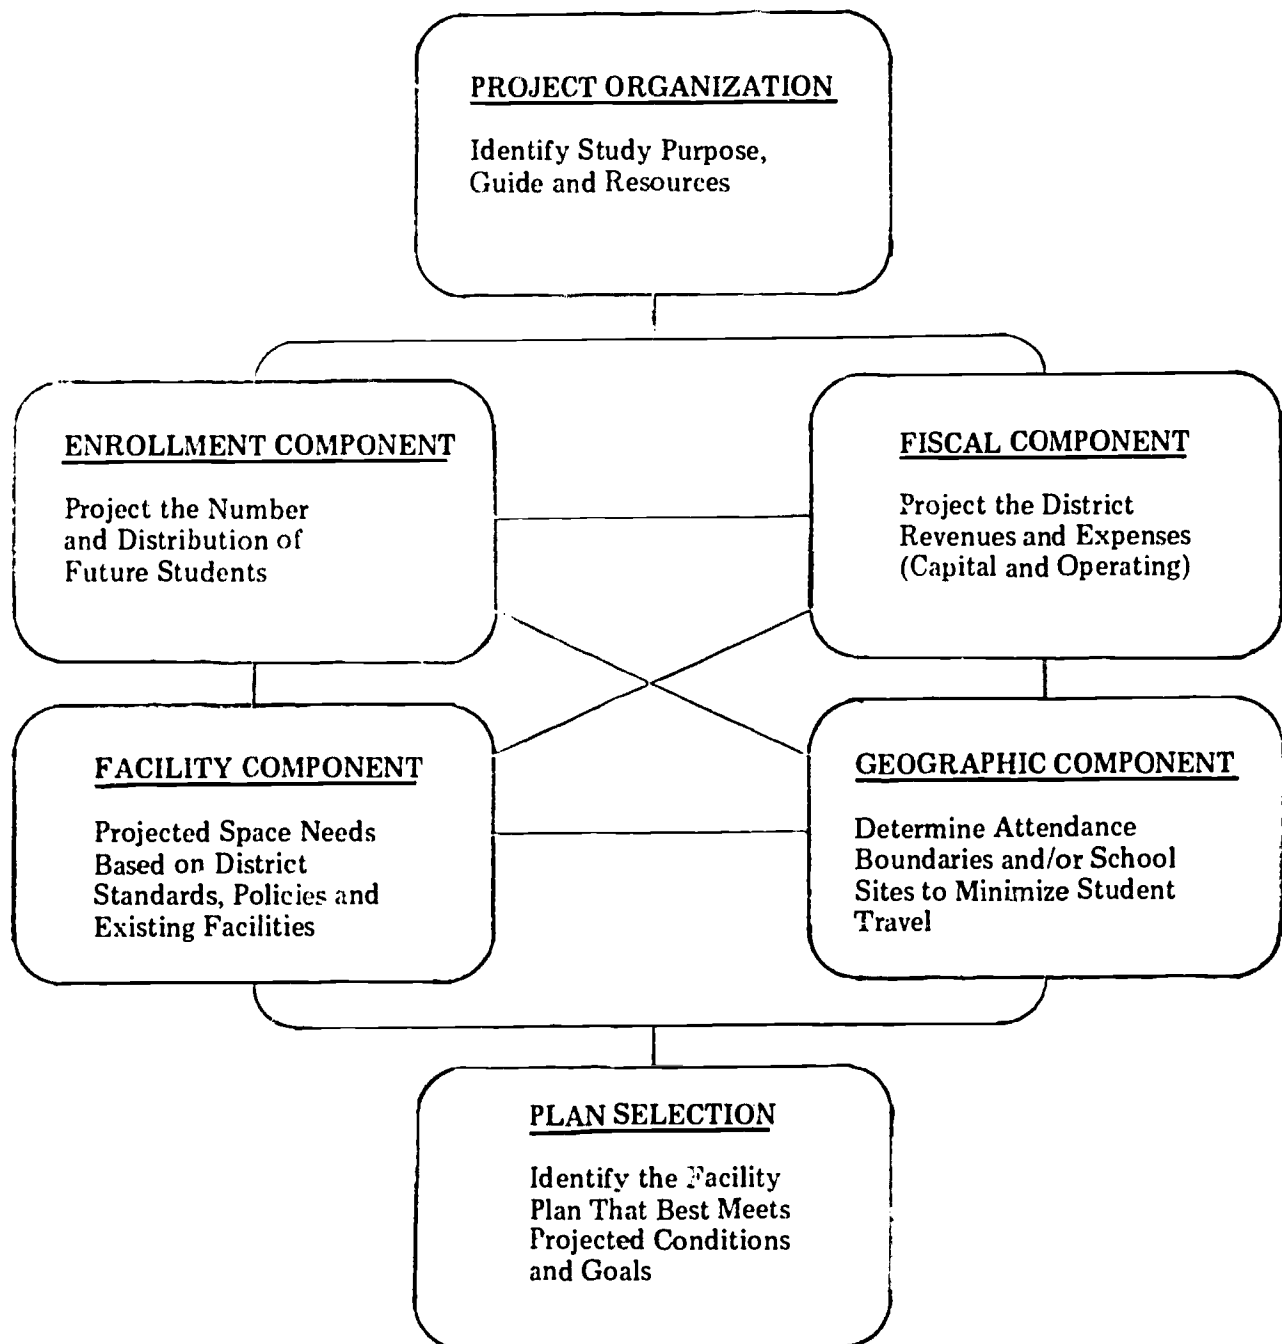 PROJECT ORGANIZATION
Identify Study Purpose,
Guide and Resources
ENROLLMENT COMPONENT
Project the Number
and Distribution of
Future Students
FISCAL COMPONENT
Project the District
Revenues and Expenses
(Capital and Operating)
FACILITY COMPONENT
Projected Space Needs
Based on District
Standards, Policies and
Existing Facilities
GEOGRAPHIC COMPONENT
Determine Attendance
Boundaries and/or School
Sites to Minimize Student
Travel
PLAN SELECTION
Identify the Facility
Plan That Best Meets
Projected Conditions
and Goals